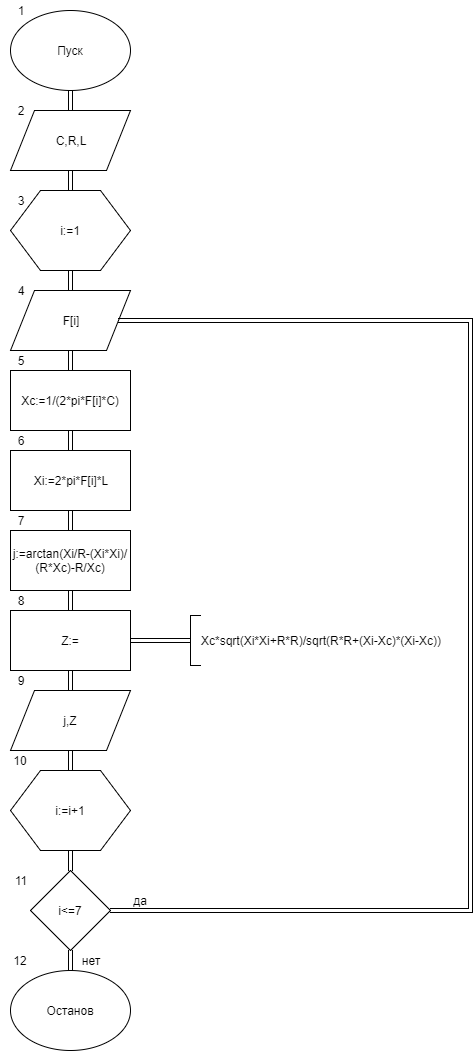 1
Пуск
2
C,R,L
3
i:=1
4
F[i]
5
Xc:=1/(2*pi*F[i]*C)
6
Xi:=2*pi*F[i]*L
7
j:=arctan(Xi/R-(Xi*Xi)/
(R*Xc)-R/Xc)
8
Z:=
Xc*sqrt(Xi*Xi+R*R)/sqrt(R*R+(Xi-Xc)*(Xi-Xc))
9
j,Z
10
i:=i+1
11
i<=7
да
12
нет
Останов